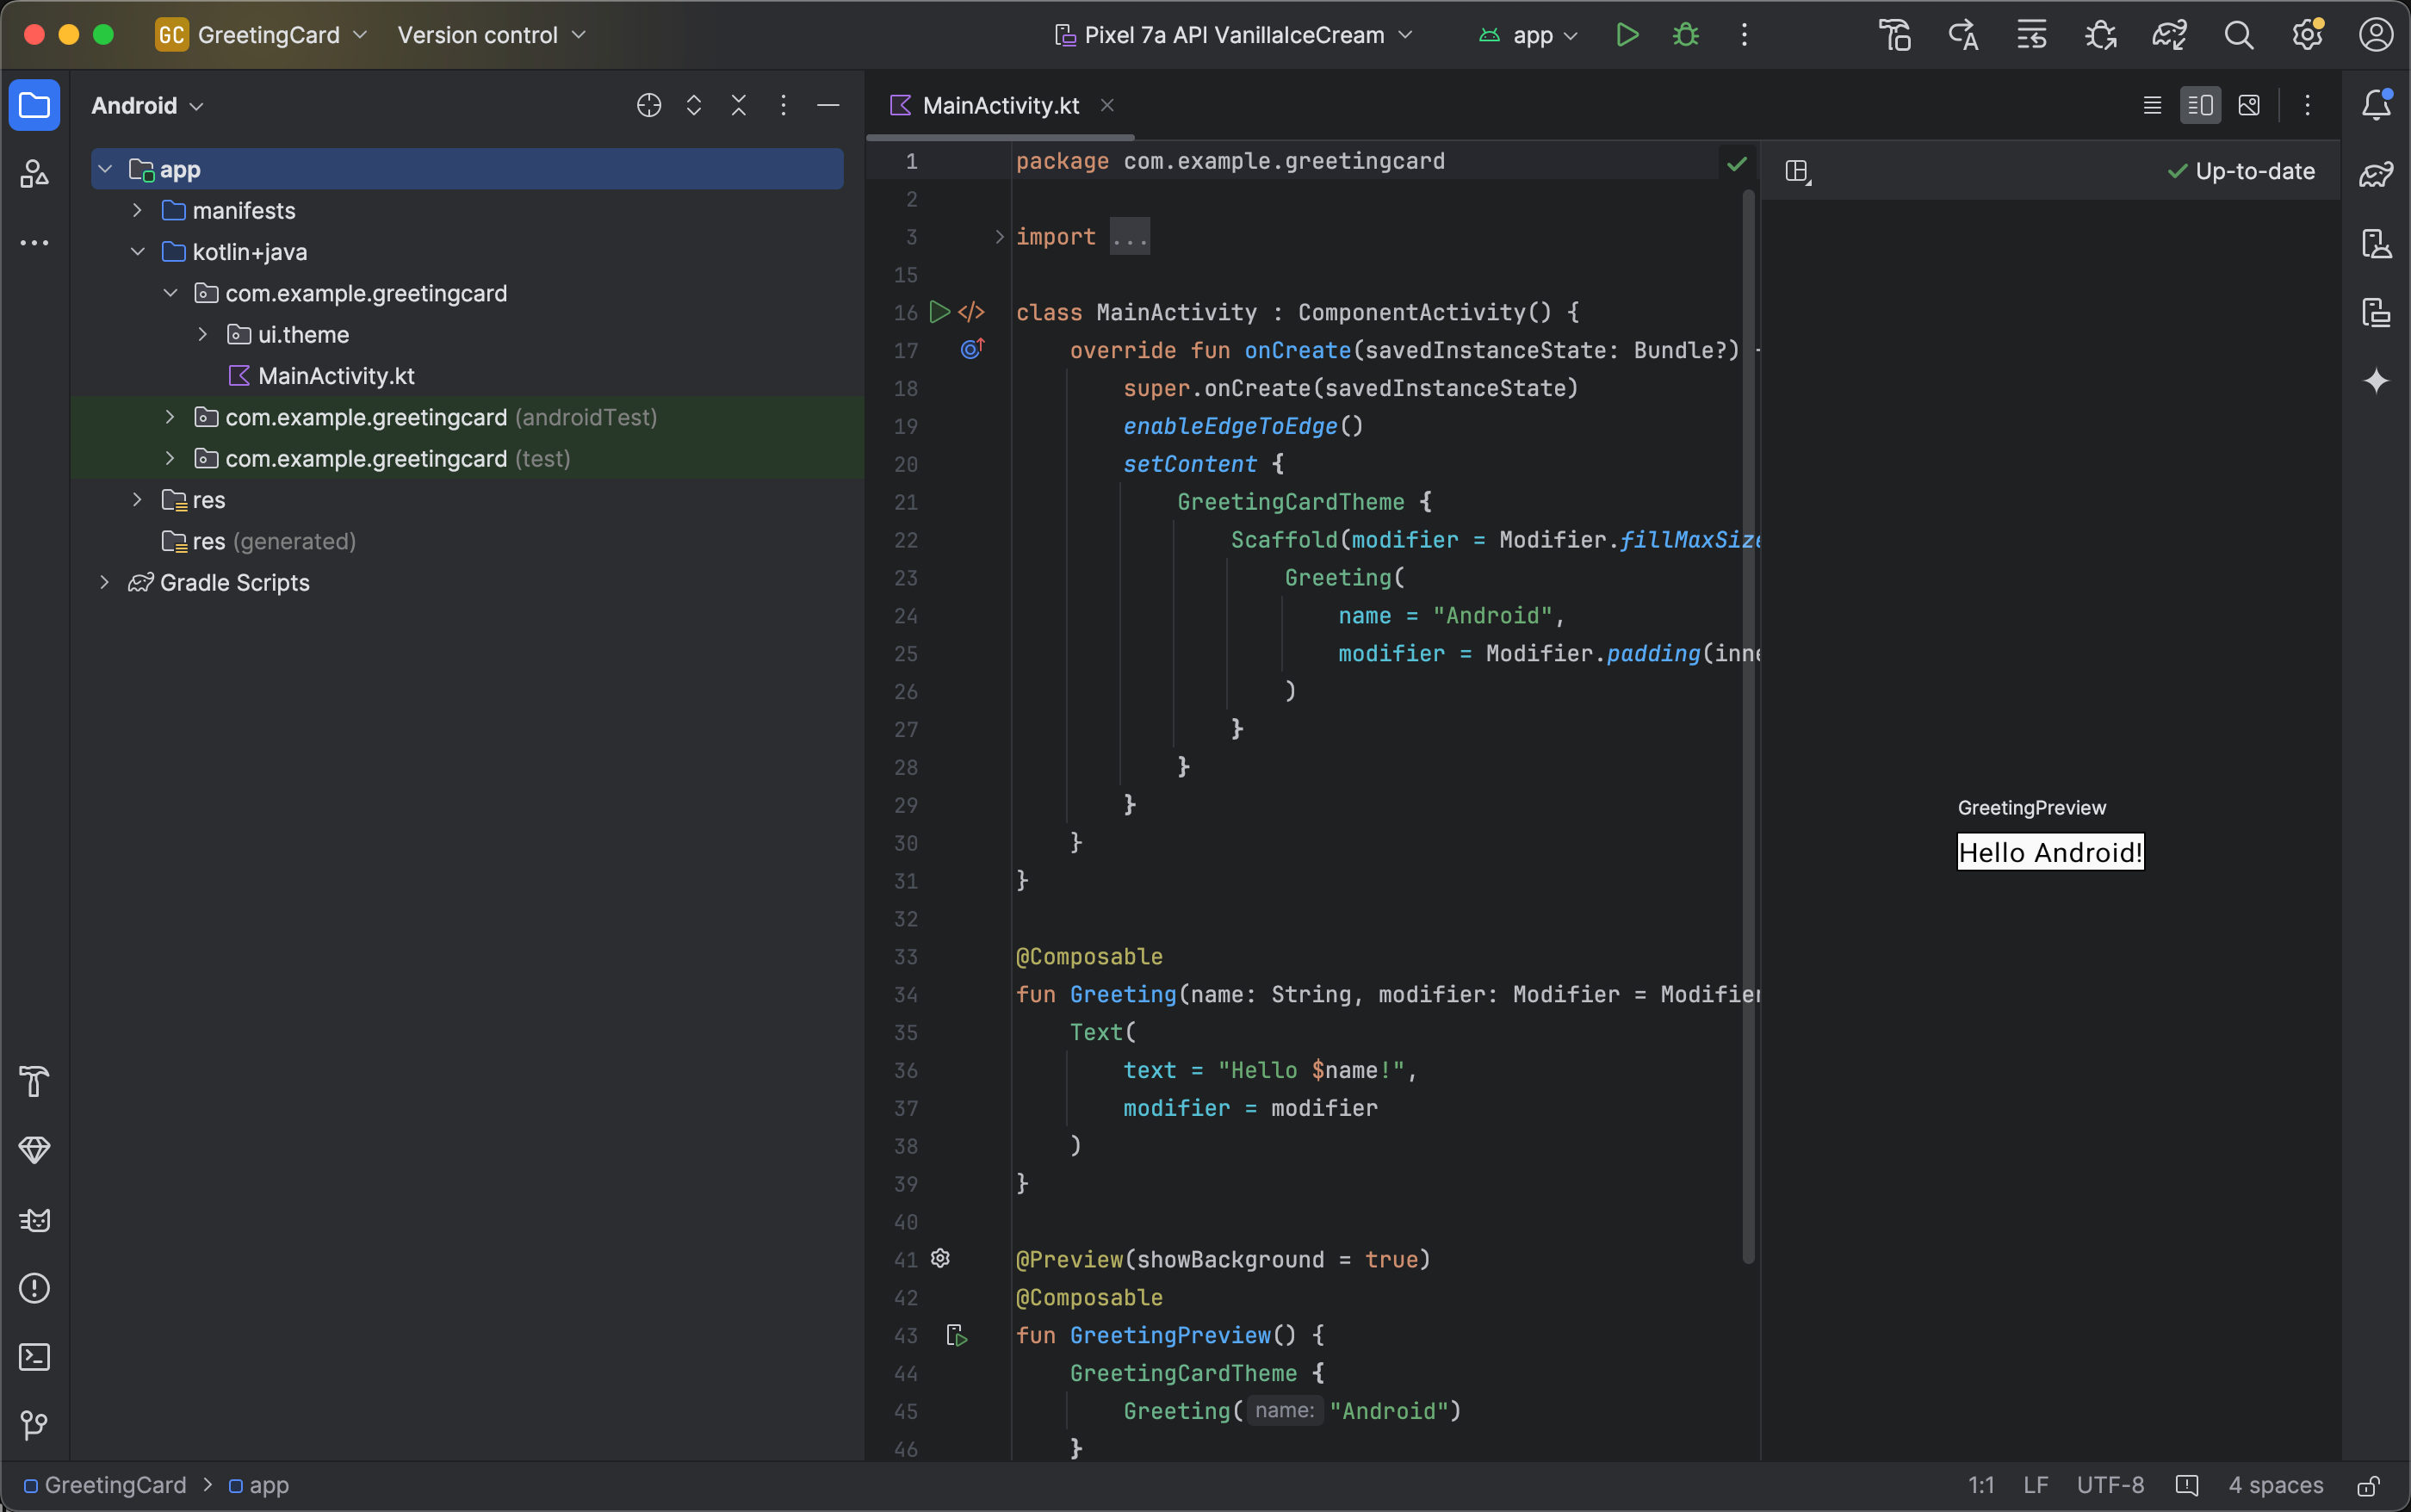 GC GreetingCard Version control Pixel 7a API VanillaIceCream app
Android
MainActivity.kt
app
manifests
kotlin+java
com.example.greetingcard
ui.theme
MainActivity.kt
com.example.greetingcard (androidTest)
com.example.greetingcard (test)
res
res (generated)
Gradle Scripts
1 package com.example.greetingcard
2
3 import ...
15
16 class MainActivity : ComponentActivity() {
17 override fun onCreate(savedInstanceState: Bundle?)
18 super.onCreate(savedInstanceState)
19 enableEdgeToEdge()
20 setContent {
21 GreetingCardTheme {
22 Scaffold(modifier = Modifier.fillMaxSize
23 Greeting(
24 name = "Android",
25 modifier = Modifier.padding(inne
26 )
27 }
28 }
29 }
30 }
31 }
32
33 @Composable
34 fun Greeting(name: String, modifier: Modifier = Modifier
35 Text(
36 text = "Hello $name!",
37 modifier = modifier
38 )
39 }
40
41 @Preview(showBackground = true)
42 @Composable
43 fun GreetingPreview() {
44 GreetingCardTheme {
45 Greeting( name: "Android")
46 }
Up-to-date
GreetingPreview
Hello Android!
GreetingCard > app
1:1 LF UTF-8 4 spaces